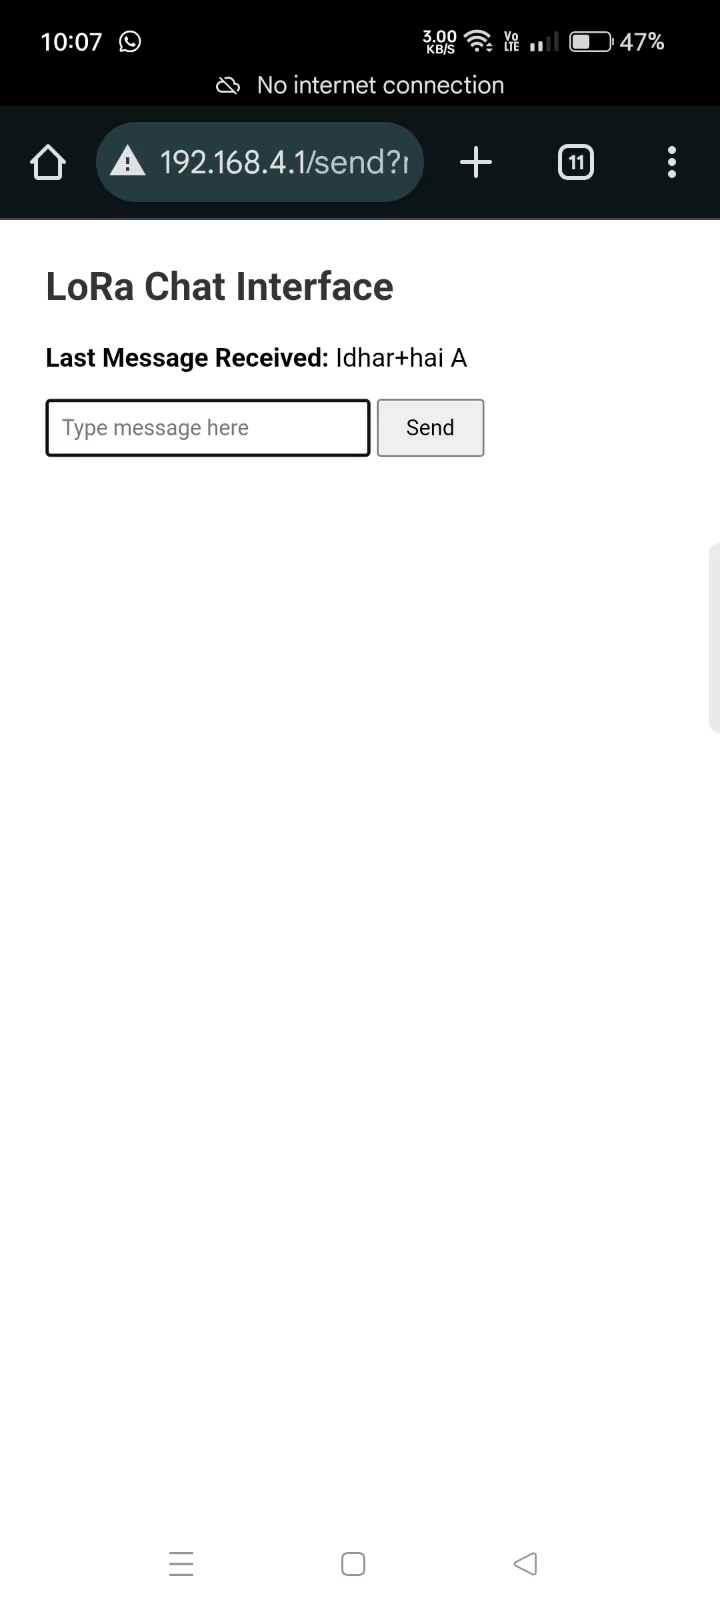 10:07 3.00 KB/S Vo LTE 47%
No internet connection
192.168.4.1/send? 11
LoRa Chat Interface
Last Message Received: Idhar+hai A
Type message here Send